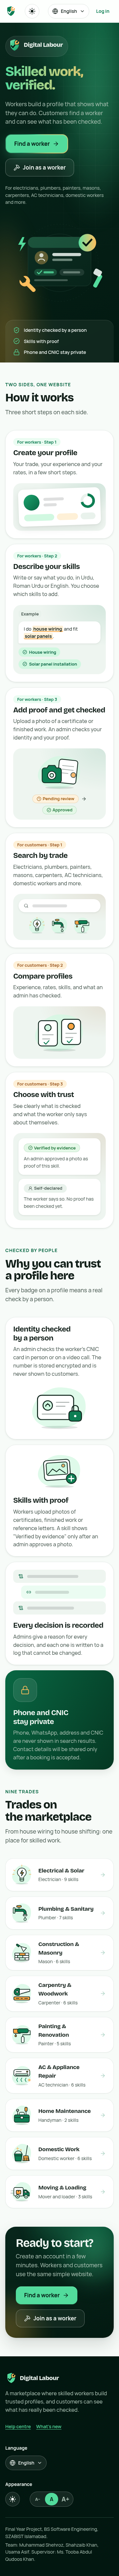 English
Log in
Digital Labour
Skilled work,
verified.
Workers build a profile that shows what
they can do. Customers find a worker
and can see what has been checked.
Find a worker
Join as a worker
For electricians, plumbers, painters, masons,
carpenters, AC technicians, domestic workers
and more.
Identity checked by a person
Skills with proof
Phone and CNIC stay private
TWO SIDES, ONE WEBSITE
How it works
Three short steps for each side.
For workers · Step 1
Create your profile
Your trade, your experience and your
rates, in a few short steps.
For workers · Step 2
Describe your skills
Write or say what you do, in Urdu,
Roman Urdu or English. You choose
which skills to add.
Example
I do house wiring and fit
solar panels.
House wiring
Solar panel installation
For workers · Step 3
Add proof and get checked
Upload a photo of a certificate or
finished work. An admin checks your
identity and your proof.
Pending review
Approved
For customers · Step 1
Search by trade
Electricians, plumbers, painters,
masons, carpenters, AC technicians,
domestic workers and more.
For customers · Step 2
Compare profiles
Experience, rates, skills, and what an
admin has checked.
For customers · Step 3
Choose with trust
See clearly what is checked
and what the worker only says
about themselves.
Verified by evidence
An admin approved a photo as
proof of this skill.
Self-declared
The worker says so. No proof has
been checked yet.
CHECKED BY PEOPLE
Why you can trust
a profile here
Every badge on a profile means a real
check by a person.
Identity checked
by a person
An admin checks the worker's CNIC
card in person or on a video call. The
number is stored encrypted and is
never shown to customers.
Skills with proof
Workers upload photos of
certificates, finished work or
reference letters. A skill shows
"Verified by evidence" only after an
admin approves a photo.
Every decision is recorded
Admins give a reason for every
decision, and each one is written to a
log that cannot be changed.
Phone and CNIC
stay private
Phone, WhatsApp, address and CNIC
are never shown in search results.
Contact details can be shared only
after a booking is accepted.
NINE TRADES
Trades on
the marketplace
From house wiring to house shifting: one
place for skilled work.
Electrical & Solar
Electrician · 9 skills
Plumbing & Sanitary
Plumber · 7 skills
Construction &
Masonry
Mason · 6 skills
Carpentry &
Woodwork
Carpenter · 6 skills
Painting &
Renovation
Painter · 5 skills
AC & Appliance
Repair
AC technician · 6 skills
Home Maintenance
Handyman · 2 skills
Domestic Work
Domestic worker · 6 skills
Moving & Loading
Mover and loader · 3 skills
Ready to start?
Create an account in a few
minutes. Workers and customers
use the same simple website.
Find a worker
Join as a worker
Digital Labour
A marketplace where skilled workers build
trusted profiles, and customers can see
what has really been checked.
Help centre
What's new
Language
English
Appearance
A-
A
A+
Final Year Project, BS Software Engineering,
SZABIST Islamabad.